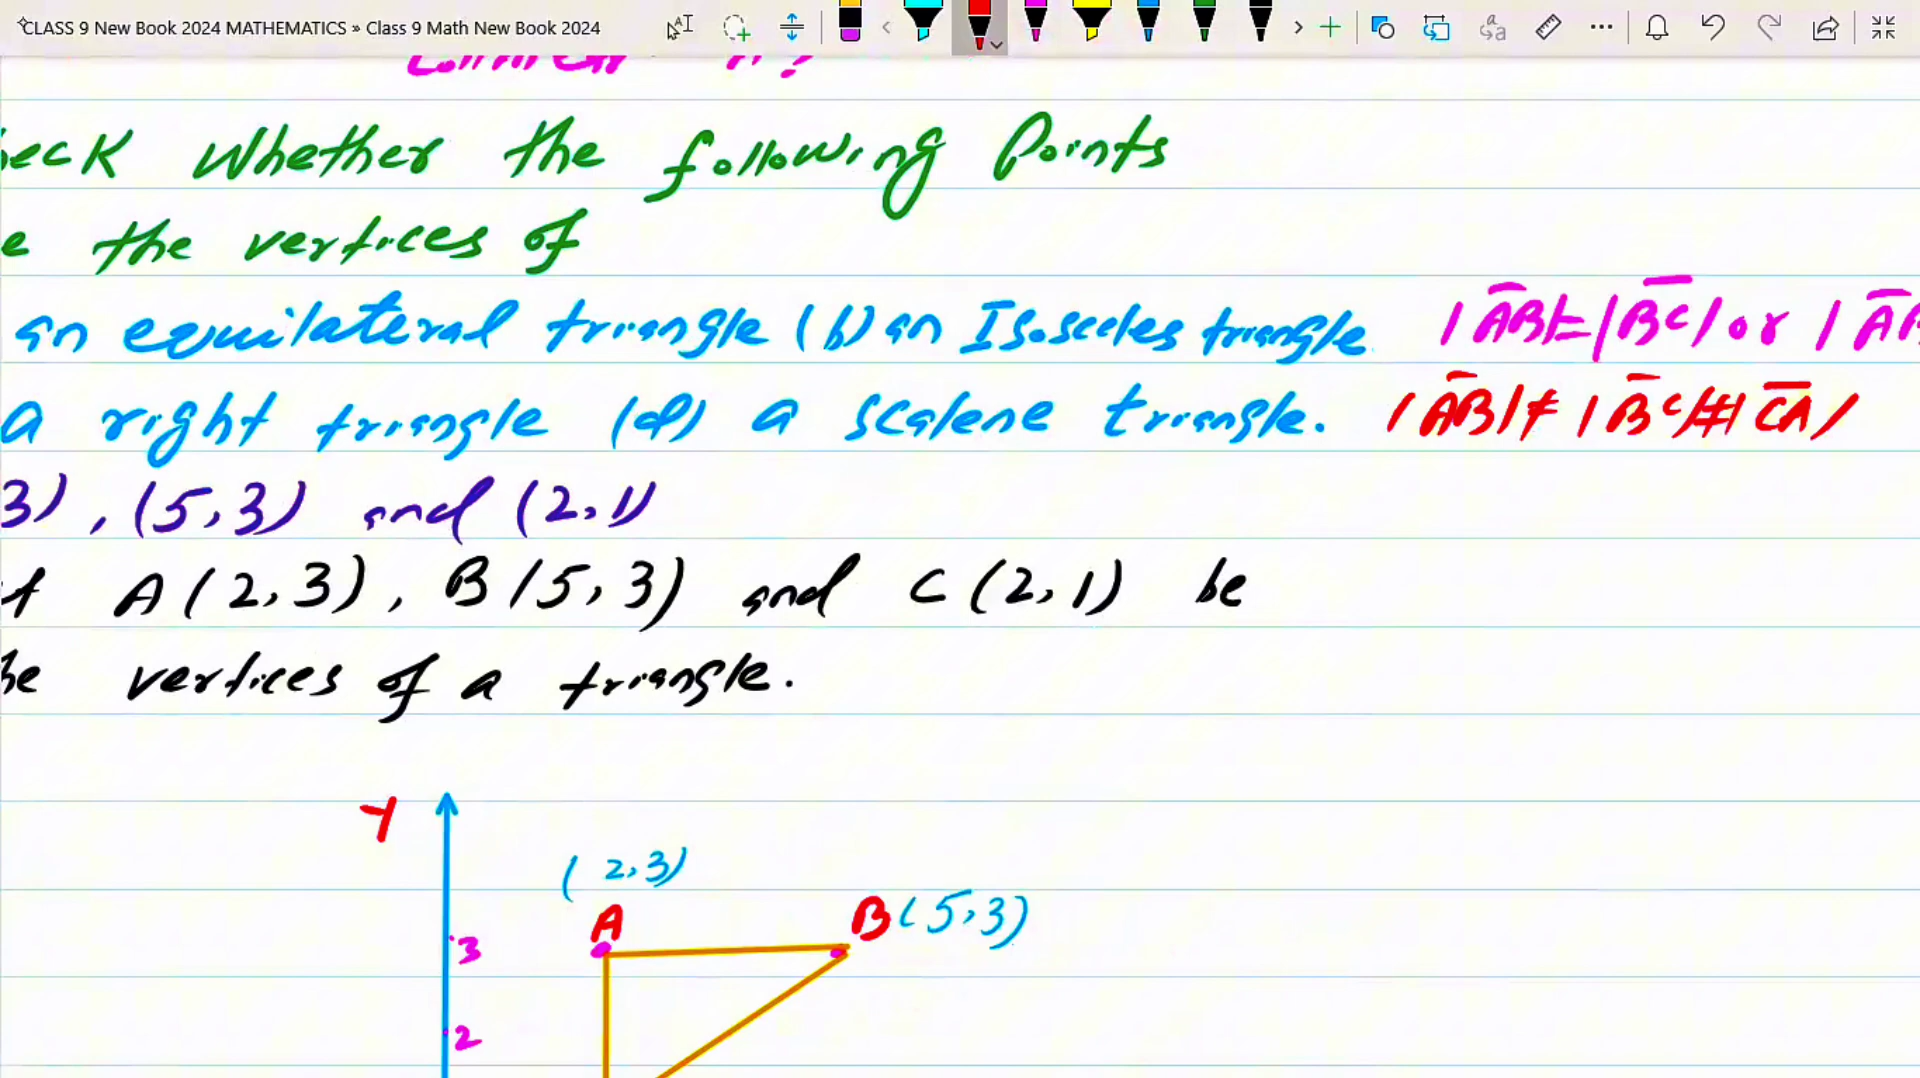 CLASS 9 New Book 2024 MATHEMATICS » Class 9 Math New Book 2024
eck Whether the following Points
e the vertices of
an equilateral triangle (b) an Isosceles triangle. |AB|=|BC| or |AB
a right triangle (d) a scalene triangle. |AB|≠|BC|≠|CA|
3), (5,3) and (2,1)
A(2,3), B(5,3) and C(2,1) be
he vertices of a triangle.
Y
(2,3)
A B(5,3)
3
2